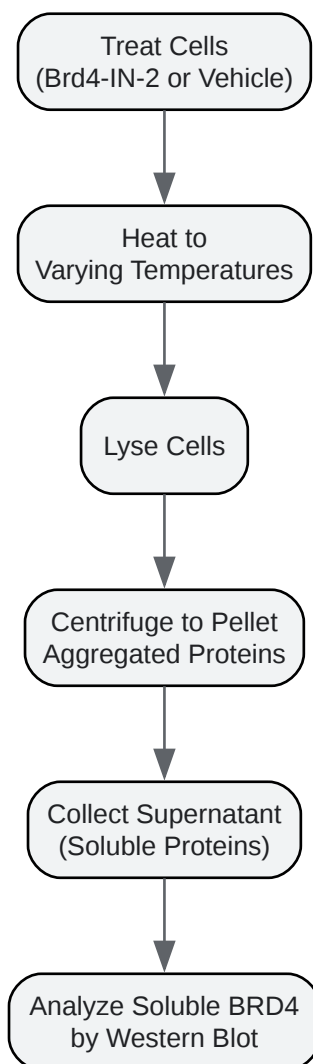 Treat Cells
(Brd4-IN-2 or Vehicle)
Heat to
Varying Temperatures
Lyse Cells
Centrifuge to Pellet
Aggregated Proteins
Collect Supernatant
(Soluble Proteins)
Analyze Soluble BRD4
by Western Blot